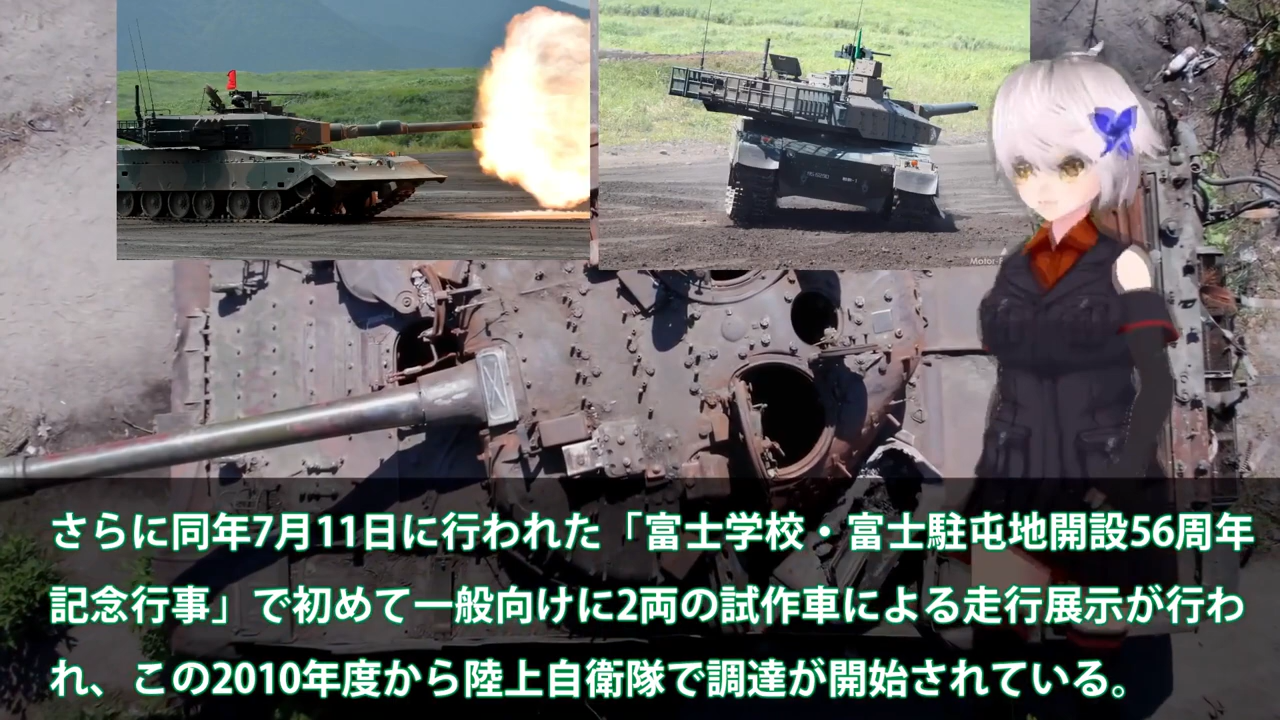 Motor-F
さらに同年7月11日に行われた「富士学校・富士駐屯地開設56周年
記念行事」で初めて一般向けに2両の試作車による走行展示が行わ
れ、この2010年度から陸上自衛隊で調達が開始されている。